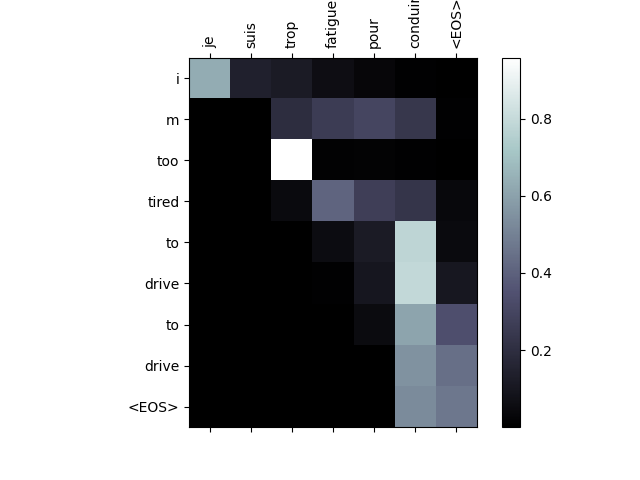 je suis trop fatigue pour conduir <EOS>
i
m
too
tired
to
drive
to
drive
<EOS>
0.8
0.6
0.4
0.2